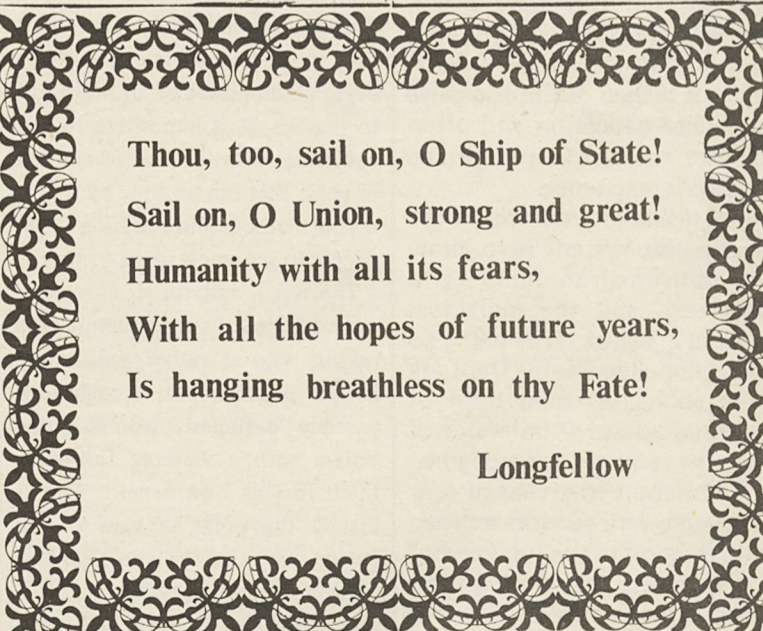 Thou, too, sail on, O Ship of State!
Sail on, O Union, strong and great!
Humanity with all its fears,
With all the hopes of future years,
Is hanging breathless on thy Fate!
Longfellow